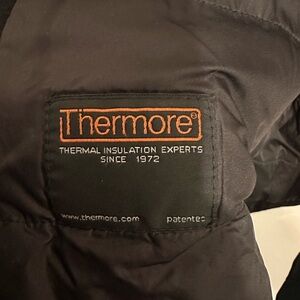 Thermore®
THERMAL INSULATION EXPERTS
SINCE 1972
www.thermore.com patented